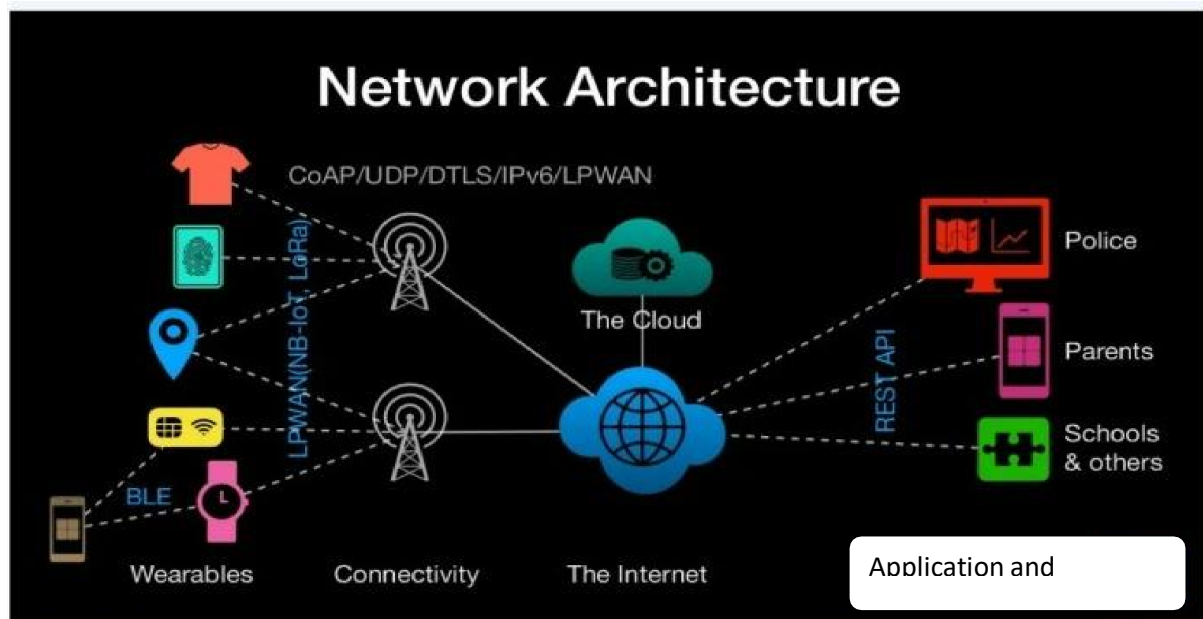 Network Architecture
CoAP/UDP/DTLS/IPv6/LPWAN
LPWAN(NB-IoT, LoRa)
The Cloud
REST API
Police
Parents
Schools
& others
BLE
Wearables
Connectivity
The Internet
Application and